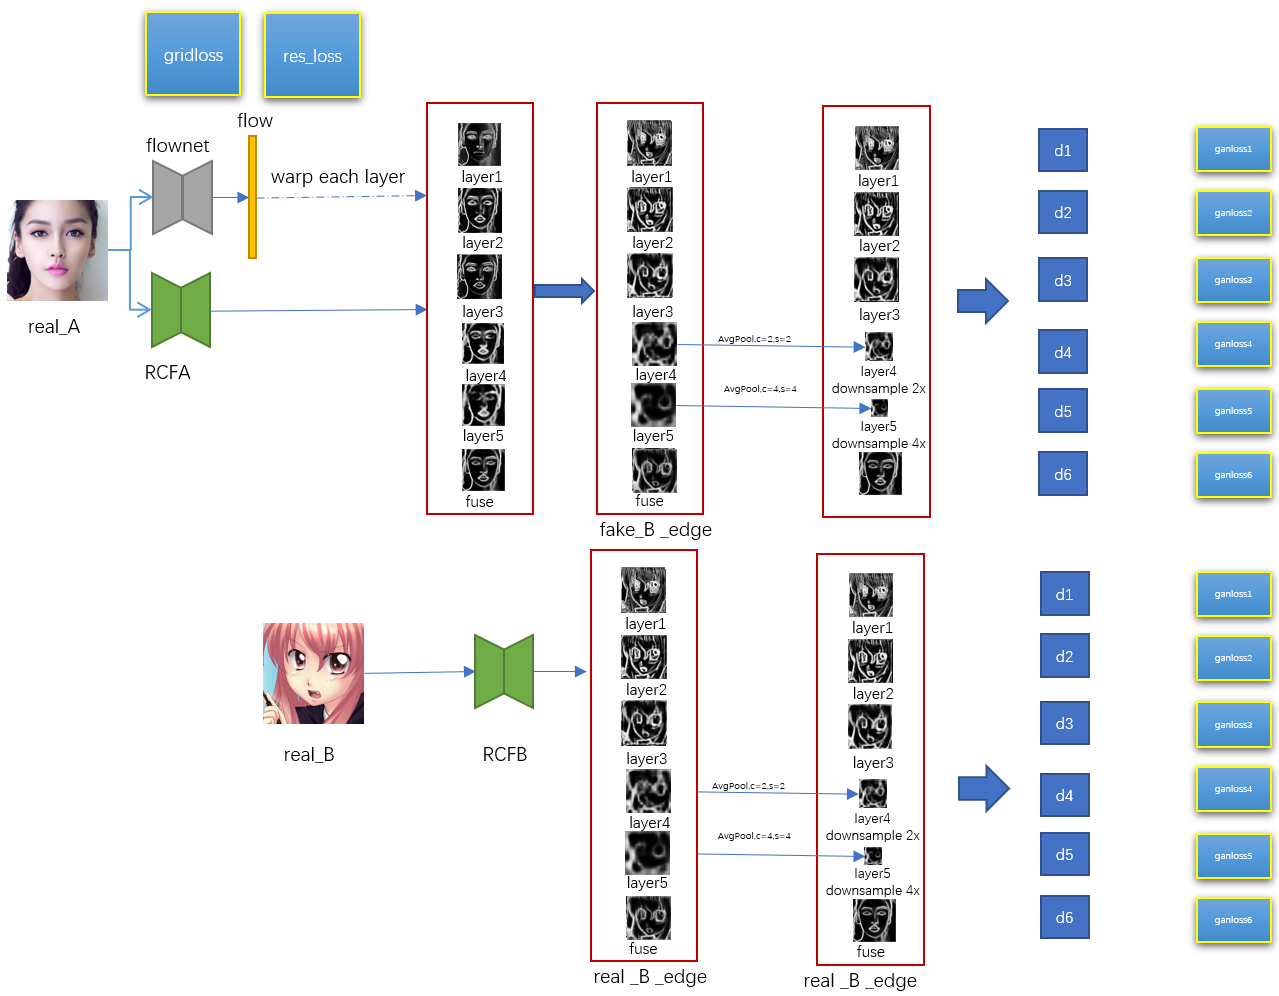 gridloss
res_loss
flow
flownet
warp each layer
real_A
RCFA
layer1
layer2
layer3
layer4
layer5
fuse
layer1
layer2
layer3
layer4
layer5
fuse
fake_B _edge
AvgPool,c=2,s=2
AvgPool,c=4,s=4
layer1
layer2
layer3
layer4
downsample 2x
layer5
downsample 4x
d1
d2
d3
d4
d5
d6
ganloss1
ganloss2
ganloss3
ganloss4
ganloss5
ganloss6
real_B
RCFB
layer1
layer2
layer3
layer4
layer5
fuse
real _B _edge
AvgPool,c=2,s=2
AvgPool,c=4,s=4
layer1
layer2
layer3
layer4
downsample 2x
layer5
downsample 4x
fuse
real _B _edge
d1
d2
d3
d4
d5
d6
ganloss1
ganloss2
ganloss3
ganloss4
ganloss5
ganloss6